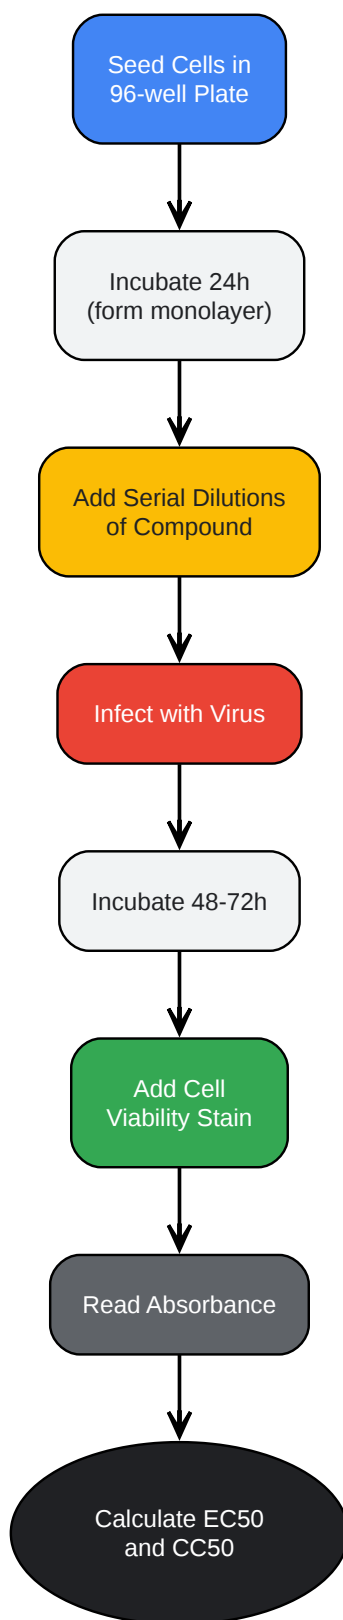 Seed Cells in
96-well Plate
Incubate 24h
(form monolayer)
Add Serial Dilutions
of Compound
Infect with Virus
Incubate 48-72h
Add Cell
Viability Stain
Read Absorbance
Calculate EC50
and CC50